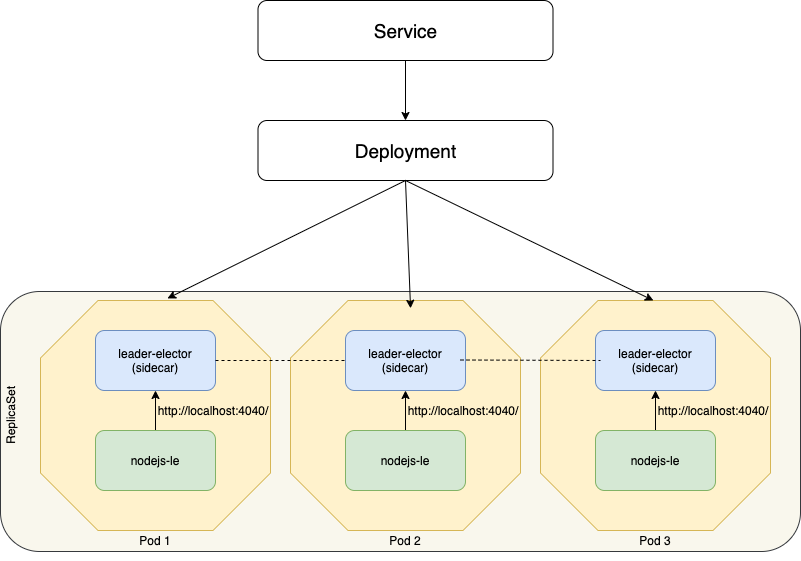 Service
Deployment
ReplicaSet
leader-elector
(sidecar)
leader-elector
(sidecar)
leader-elector
(sidecar)
http://localhost:4040/
http://localhost:4040/
http://localhost:4040/
nodejs-le
nodejs-le
nodejs-le
Pod 1
Pod 2
Pod 3